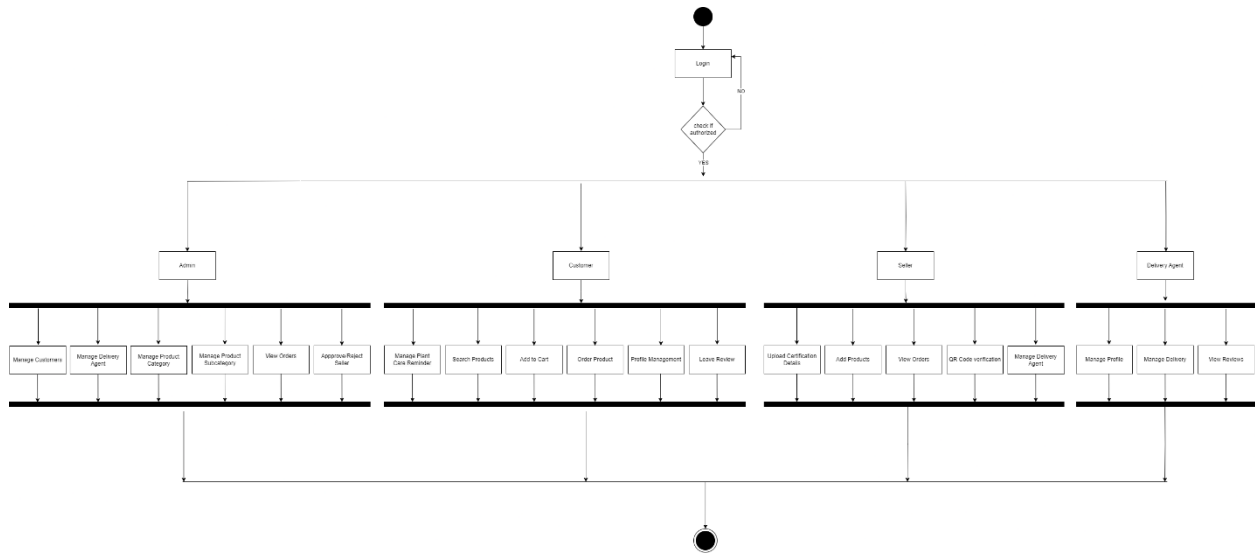 Login
NO
check if
authorized
YES
Admin
Customer
Seller
Delivery Agent
Manage Customers
Manage Delivery
Agent
Manage Product
Category
Manage Product
Subcategory
View Orders
Appprove/Reject
Seller
Manage Plant
Care Reminder
Search Products
Add to Cart
Order Product
Profile Management
Leave Review
Upload Certification
Details
Add Products
View Orders
QR Code verification
Manage Delivery
Agent
Manage Profile
Manage Delivery
View Reviews